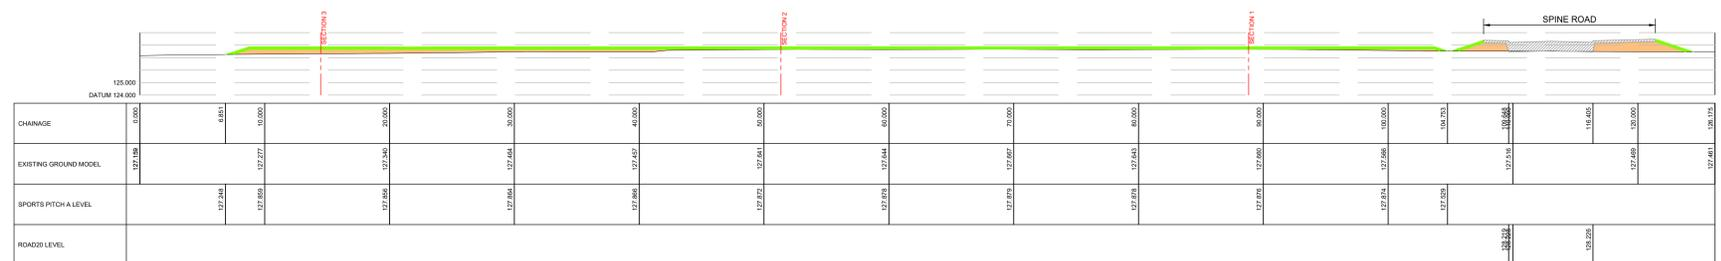 SECTION 3
SECTION 2
SECTION 1
SPINE ROAD
125.000
DATUM 124.000
CHAINAGE
0.000 6.851 10.000 20.000 30.000 40.000 50.000 60.000 70.000 80.000 90.000 100.000 104.753 116.405 120.000 126.175
EXISTING GROUND MODEL
127.159 127.277 127.340 127.464 127.457 127.641 127.644 127.667 127.643 127.660 127.566 127.516 127.469 127.461
SPORTS PITCH A LEVEL
127.248 127.859 127.856 127.864 127.866 127.872 127.878 127.879 127.878 127.876 127.874 127.529
ROAD20 LEVEL
128.226